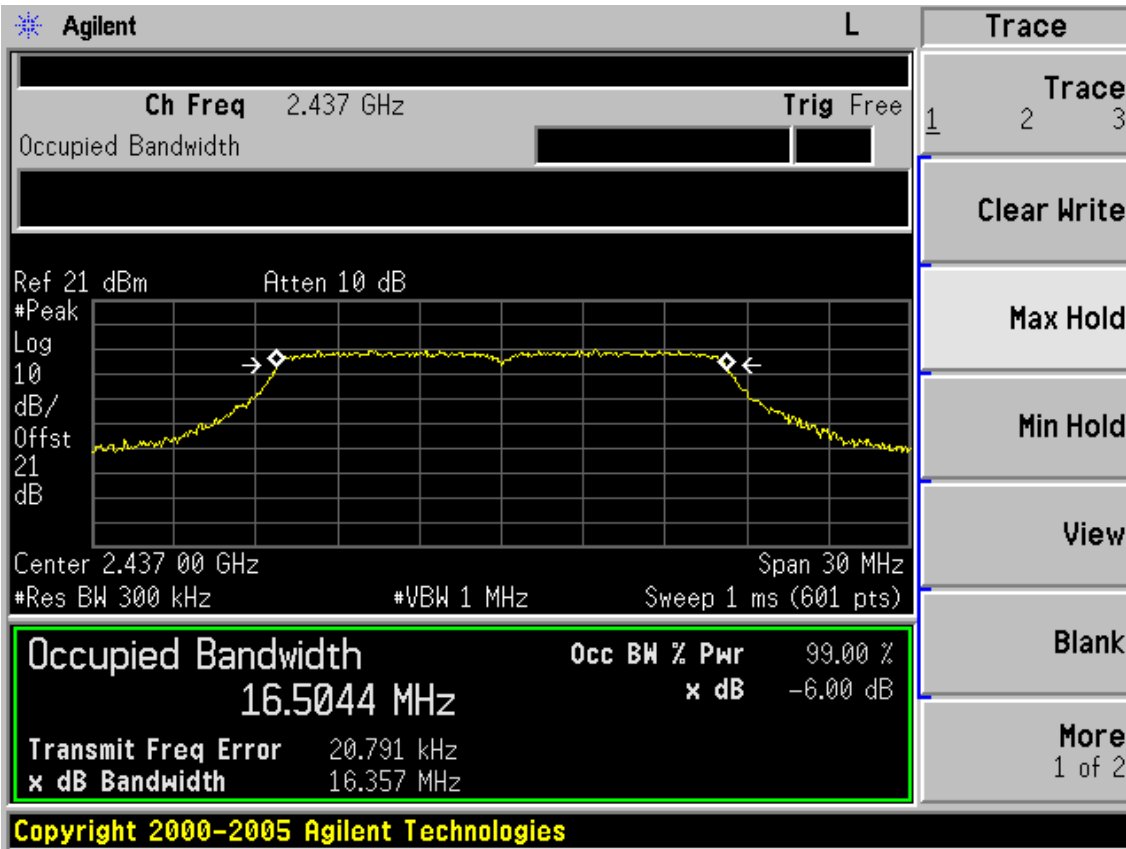 Agilent L Trace
Ch Freq 2.437 GHz Trig Free
Occupied Bandwidth
Trace
1 2 3
Clear Write
Max Hold
Min Hold
View
Blank
More
1 of 2
Ref 21 dBm Atten 10 dB
#Peak
Log
10
dB/
Offst
21
dB
Center 2.437 00 GHz Span 30 MHz
#Res BW 300 kHz #VBW 1 MHz Sweep 1 ms (601 pts)
Occupied Bandwidth Occ BW % Pwr 99.00 %
16.5044 MHz x dB -6.00 dB
Transmit Freq Error 20.791 kHz
x dB Bandwidth 16.357 MHz
Copyright 2000-2005 Agilent Technologies